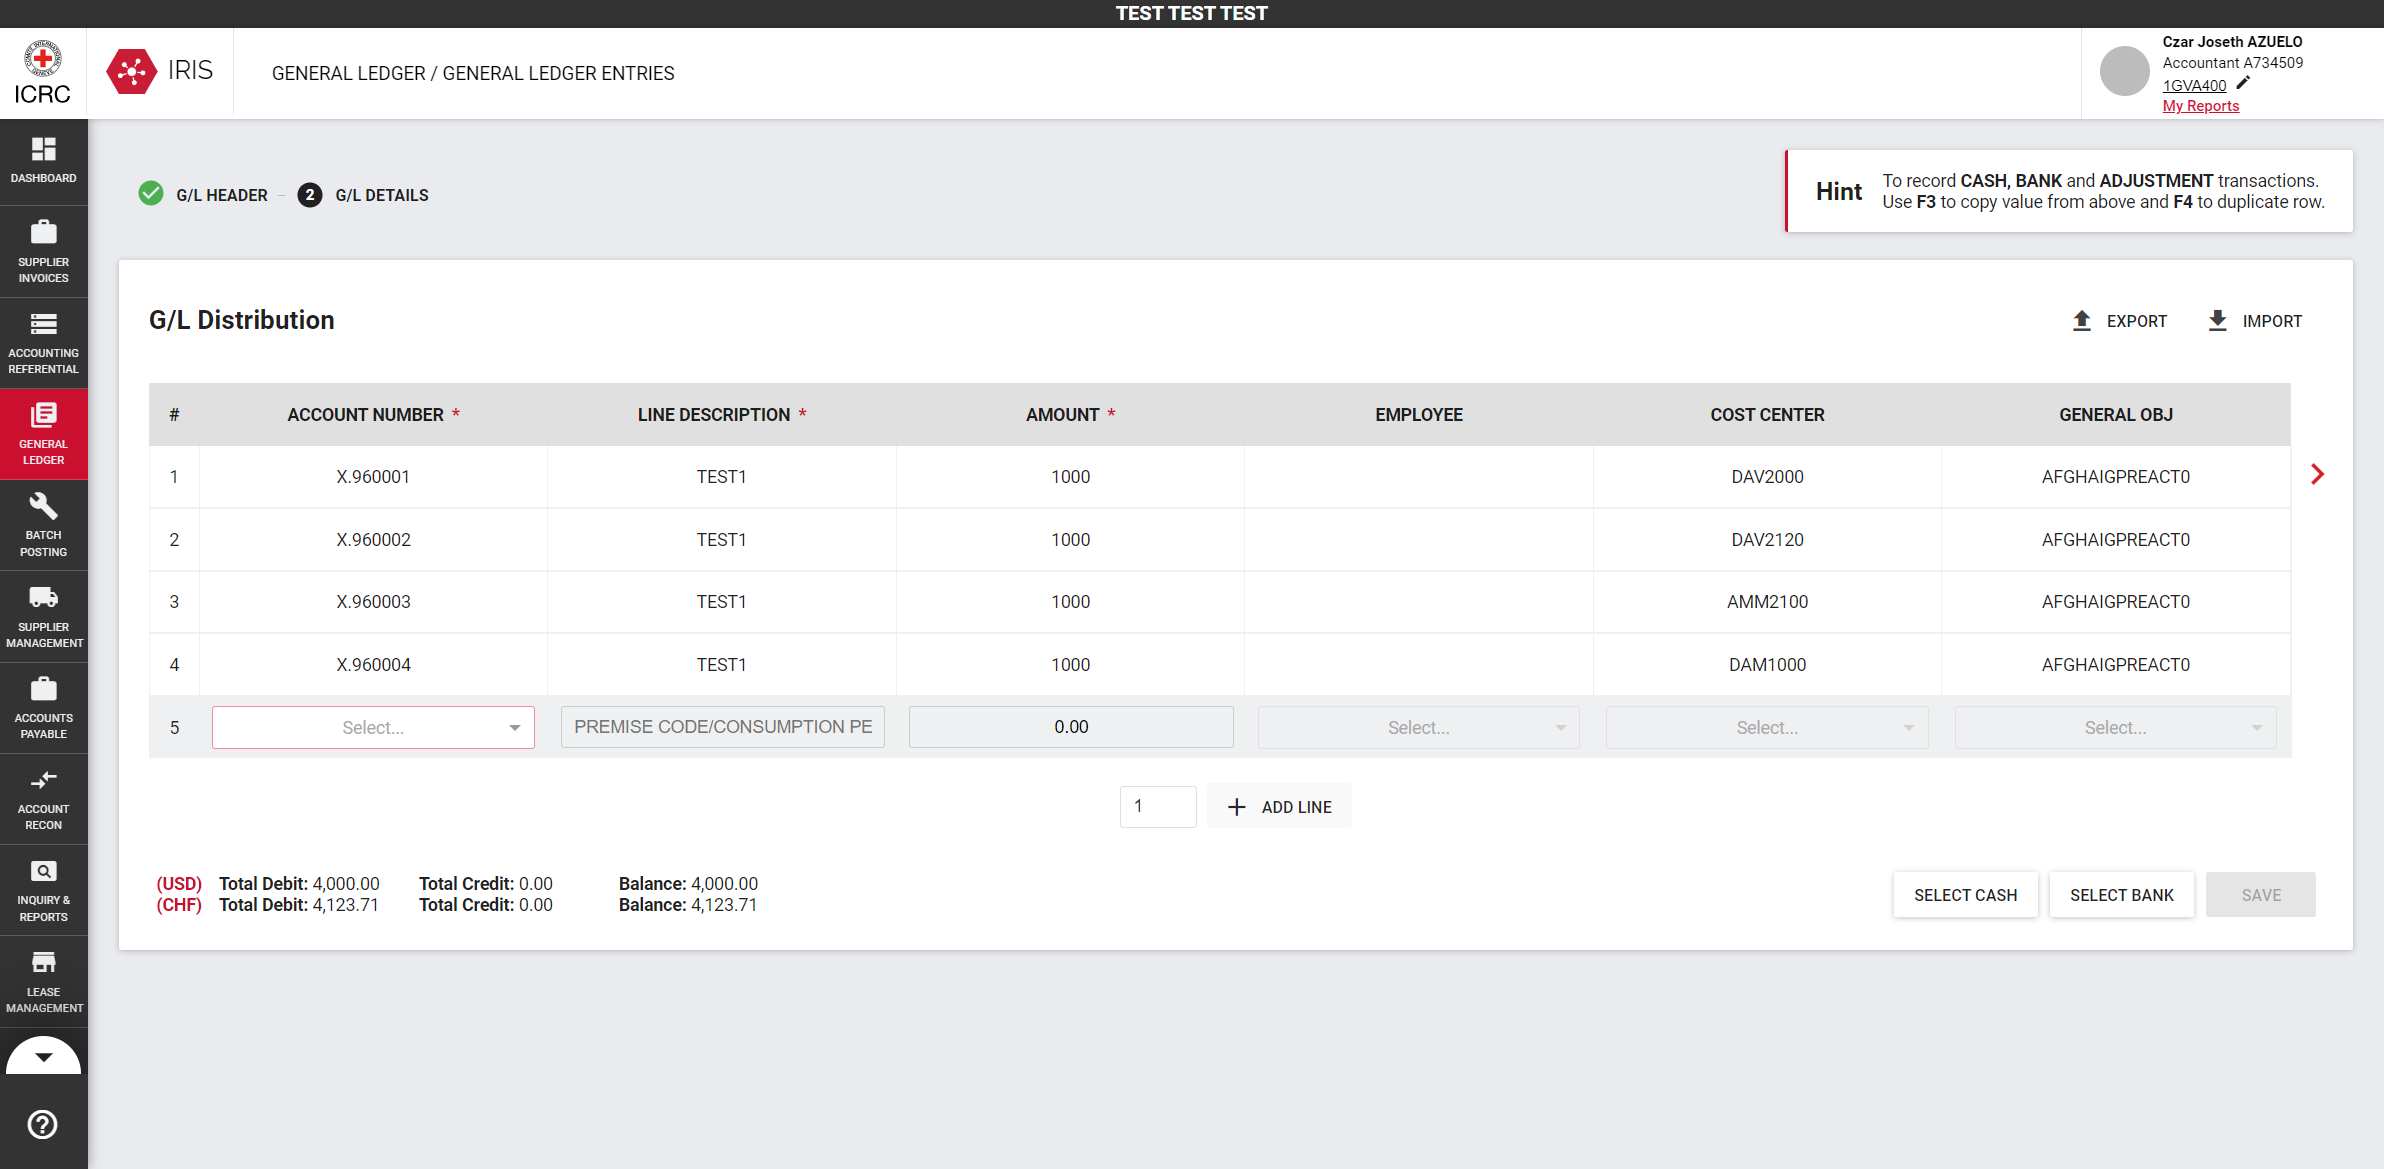 TEST TEST TEST
ICRC
IRIS
GENERAL LEDGER / GENERAL LEDGER ENTRIES
Czar Joseth AZUELO
Accountant A734509
1GVA400
My Reports
DASHBOARD
SUPPLIER
INVOICES
ACCOUNTING
REFERENTIAL
GENERAL
LEDGER
BATCH
POSTING
SUPPLIER
MANAGEMENT
ACCOUNTS
PAYABLE
ACCOUNT
RECON
INQUIRY &
REPORTS
LEASE
MANAGEMENT
G/L HEADER – 2 G/L DETAILS
Hint
To record CASH, BANK and ADJUSTMENT transactions.
Use F3 to copy value from above and F4 to duplicate row.
G/L Distribution
EXPORT IMPORT
# ACCOUNT NUMBER * LINE DESCRIPTION * AMOUNT * EMPLOYEE COST CENTER GENERAL OBJ
1 X.960001 TEST1 1000 DAV2000 AFGHAIGPREACT0
2 X.960002 TEST1 1000 DAV2120 AFGHAIGPREACT0
3 X.960003 TEST1 1000 AMM2100 AFGHAIGPREACT0
4 X.960004 TEST1 1000 DAM1000 AFGHAIGPREACT0
5 Select... PREMISE CODE/CONSUMPTION PE 0.00 Select... Select... Select...
1 + ADD LINE
(USD) Total Debit: 4,000.00 Total Credit: 0.00 Balance: 4,000.00
(CHF) Total Debit: 4,123.71 Total Credit: 0.00 Balance: 4,123.71
SELECT CASH SELECT BANK SAVE